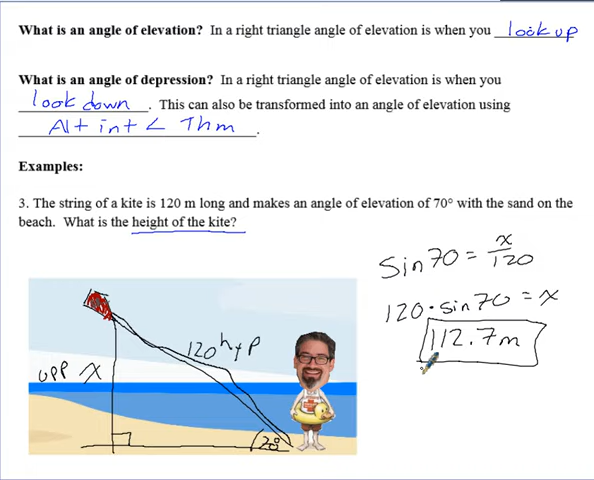 What is an angle of elevation? In a right triangle angle of elevation is when you look up
What is an angle of depression? In a right triangle angle of elevation is when you
look down. This can also be transformed into an angle of elevation using
Alt int < Thm.
Examples:
3. The string of a kite is 120 m long and makes an angle of elevation of 70° with the sand on the
beach. What is the height of the kite?
Sin 70 = x/120
120 · sin 70 = x
112.7m
120 hyp
opp x
70°